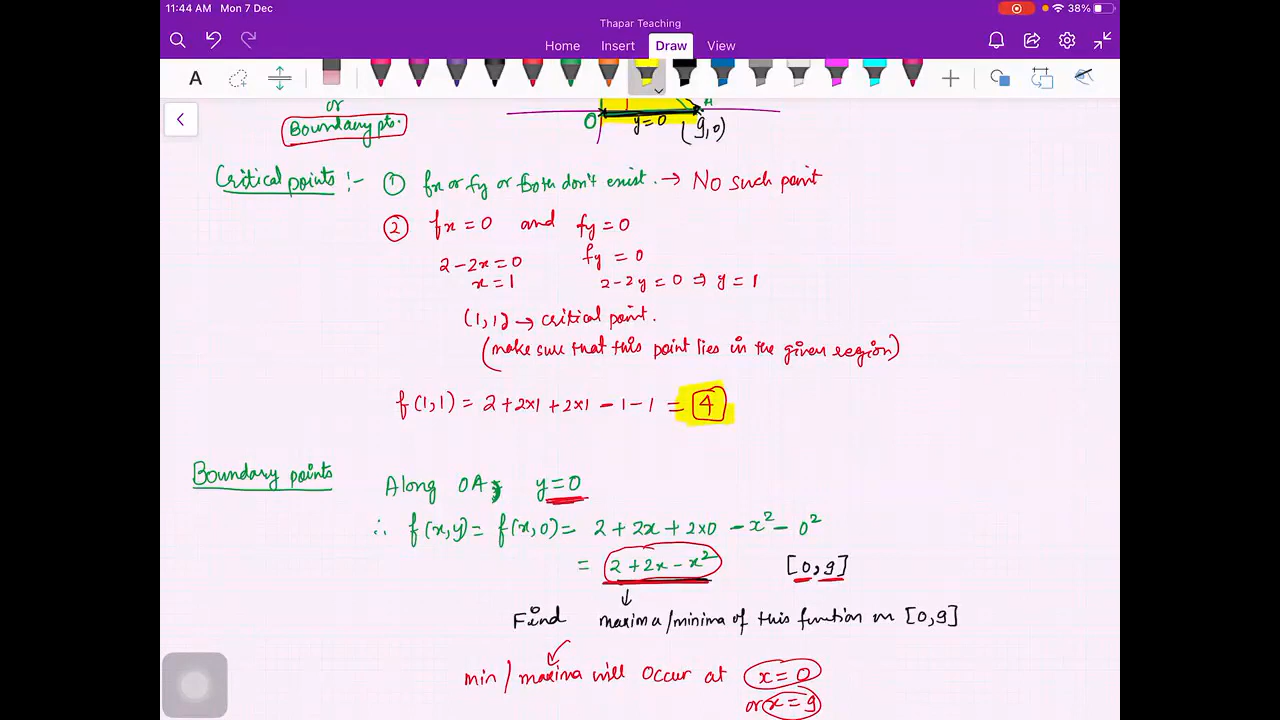 11:44 AM Mon 7 Dec
38%
Thapar Teaching
Home Insert Draw View
A
or
Boundary pts.
O y=0 (9,0) A
Critical points :- ① fx or fy or Both don't exist. → No such point
② fx = 0 and fy = 0
2-2x = 0 fy = 0
x = 1 2-2y = 0 ⇒ y = 1
(1,1) → critical point.
(make sure that this point lies in the given region)
f(1,1) = 2 + 2×1 + 2×1 - 1 - 1 = 4
Boundary points Along OA, y=0
∴ f(x,y) = f(x,0) = 2 + 2x + 2×0 - x² - 0²
= 2 + 2x - x² [0,9]
↓
Find maxima/minima of this function on [0,9]
min / maxima will occur at x = 0
or x = 9